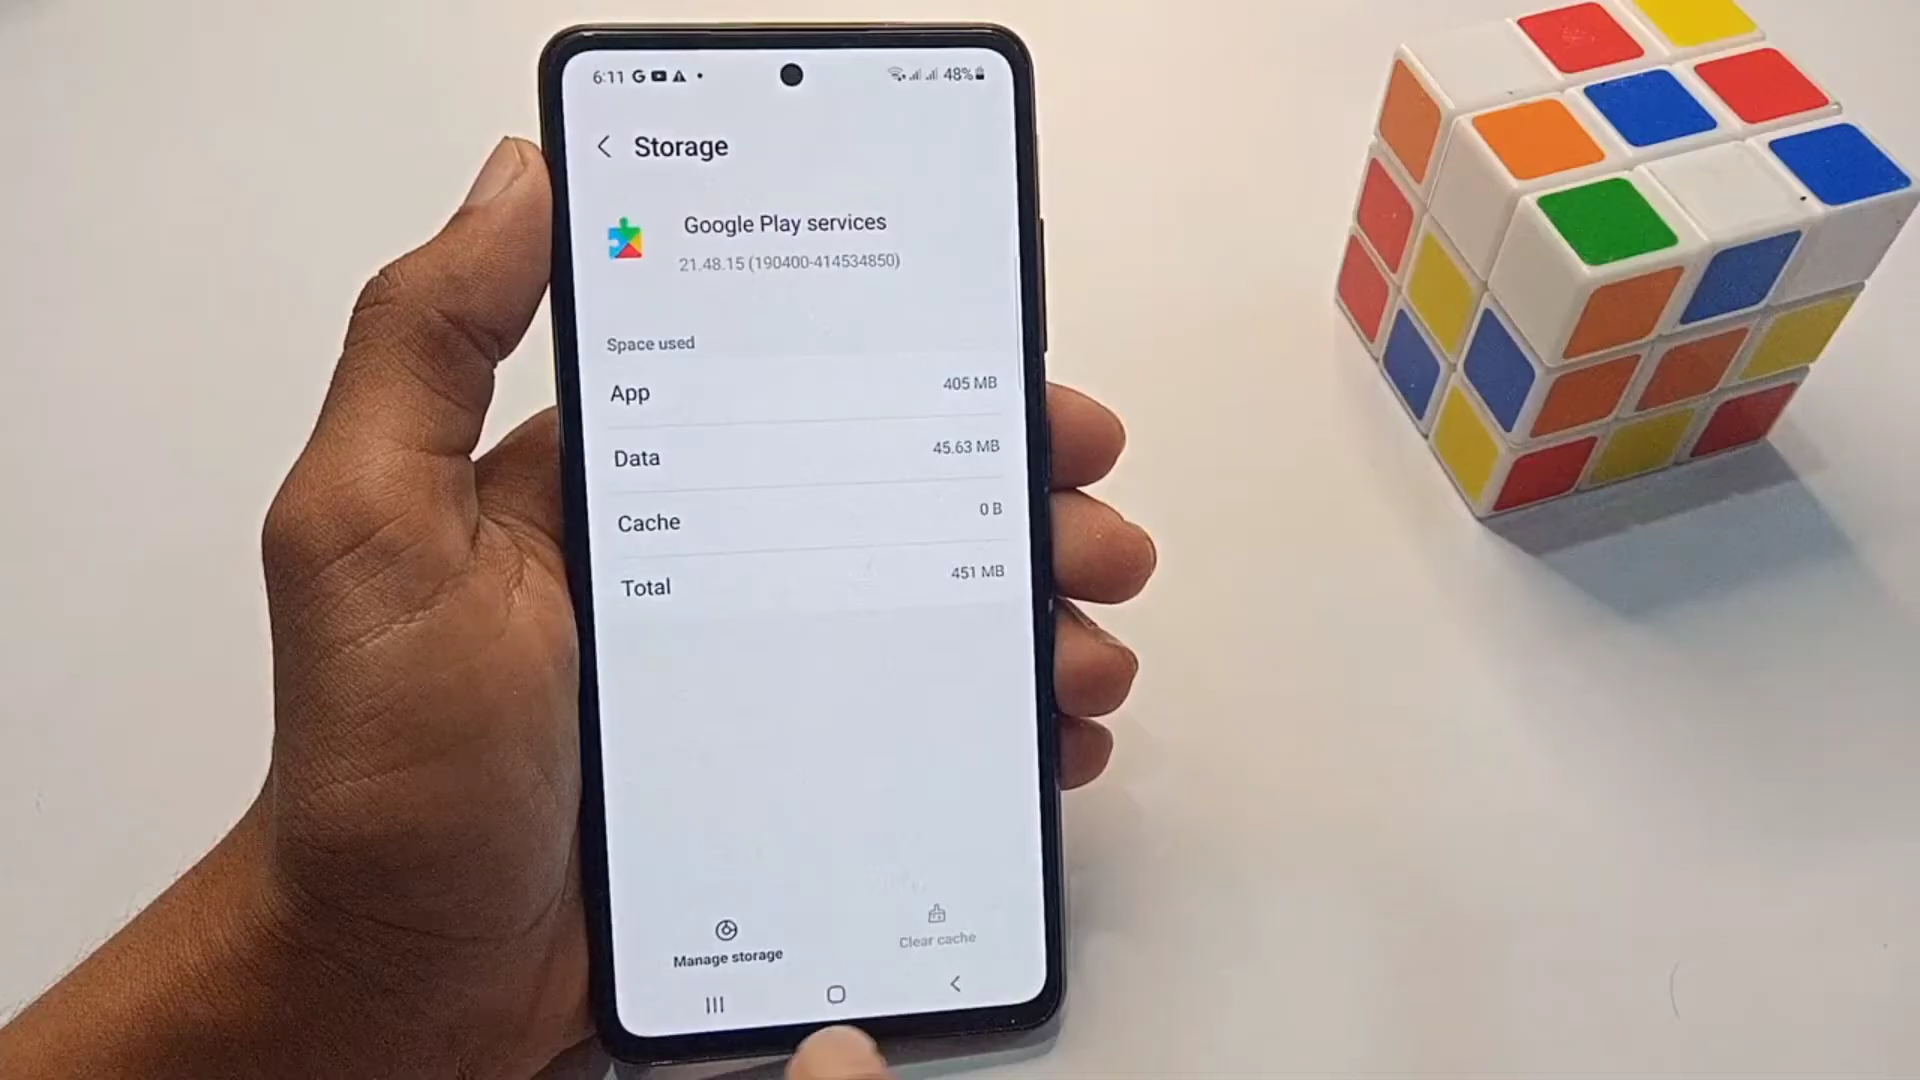 6:11 G 48%
Storage
Google Play services
21.48.15 (190400-414534850)
Space used
App 405 MB
Data 45.63 MB
Cache 0 B
Total 451 MB
Manage storage
Clear cache